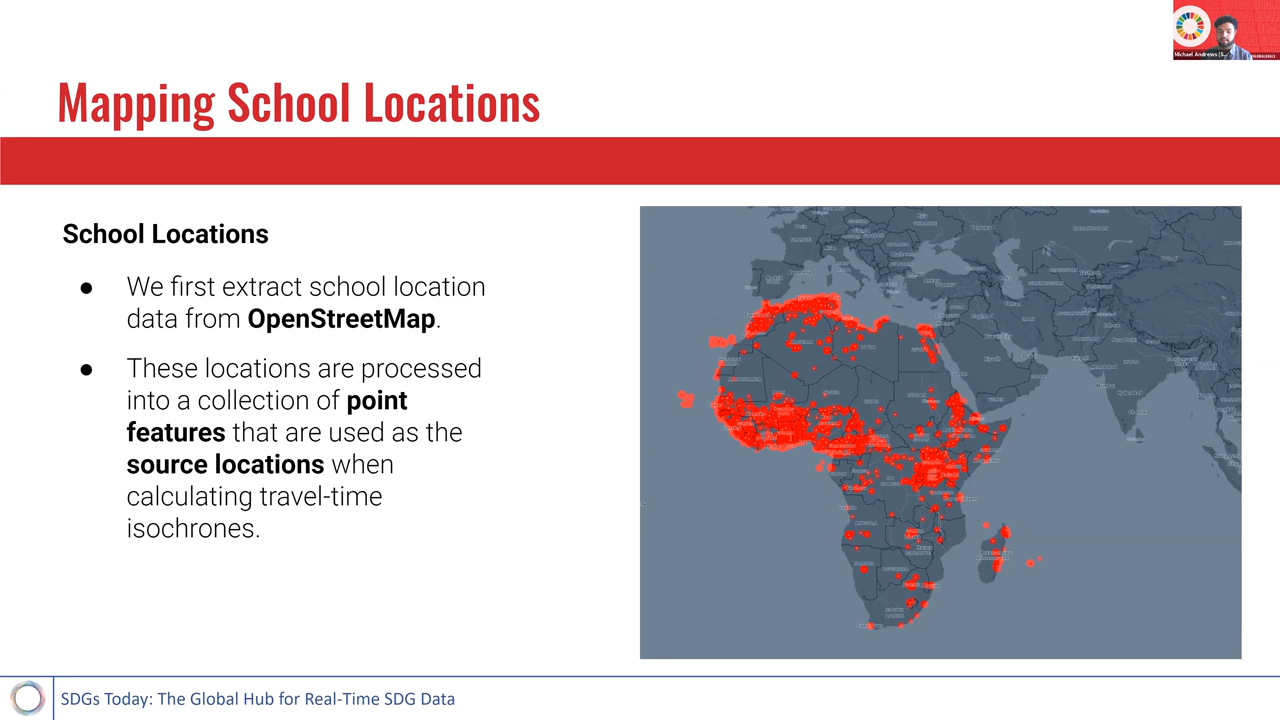 Michael Andrews (S...
Mapping School Locations
School Locations
● We first extract school location
data from OpenStreetMap.
● These locations are processed
into a collection of point
features that are used as the
source locations when
calculating travel-time
isochrones.
SDGs Today: The Global Hub for Real-Time SDG Data